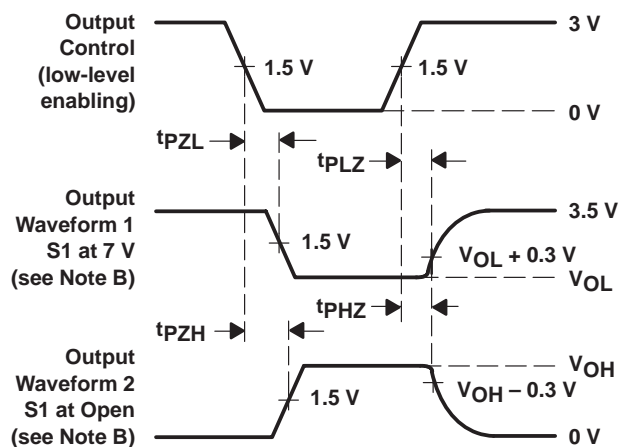 Output
Control
(low-level
enabling)
1.5 V
1.5 V
3 V
0 V
tPZL
tPLZ
Output
Waveform 1
S1 at 7 V
(see Note B)
1.5 V
3.5 V
VOL + 0.3 V
VOL
tPHZ
tPZH
Output
Waveform 2
S1 at Open
(see Note B)
1.5 V
VOH
VOH – 0.3 V
0 V